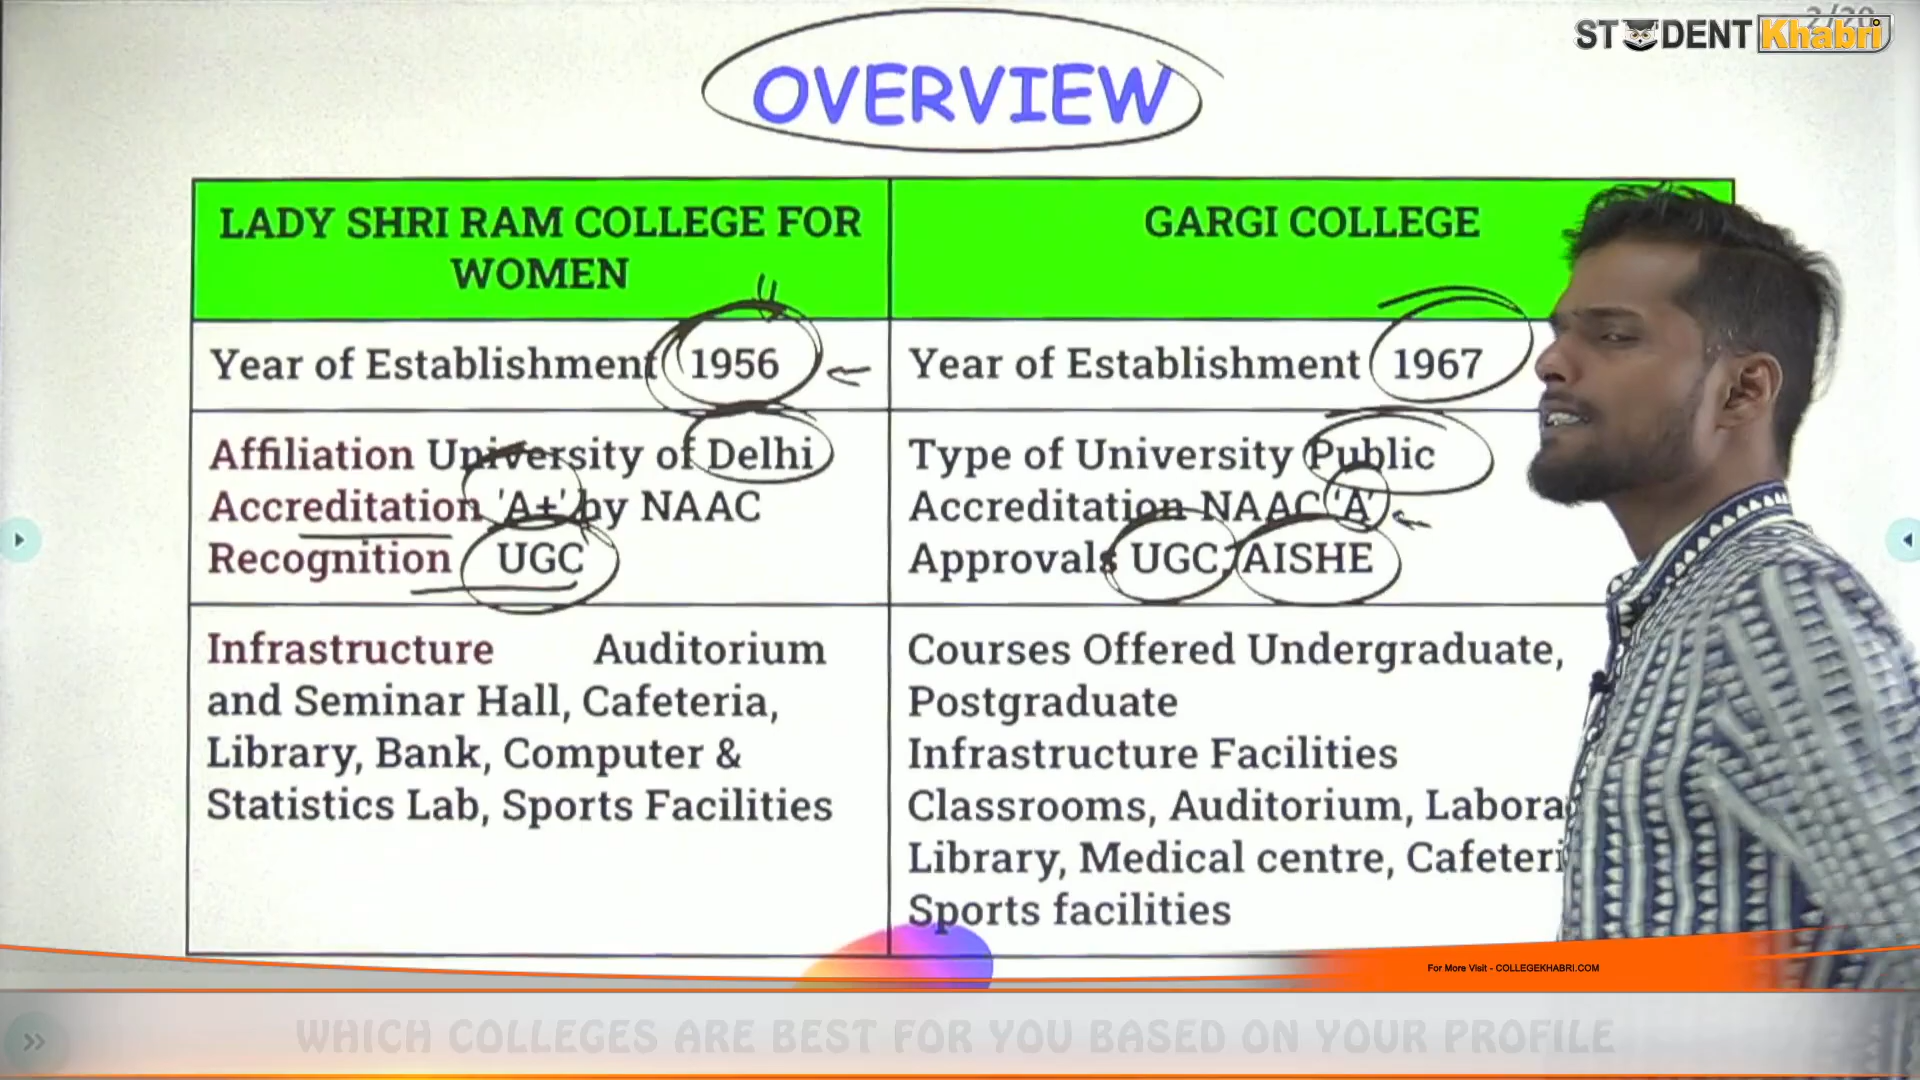 2/20
STUDENT Khabri
OVERVIEW
LADY SHRI RAM COLLEGE FOR
WOMEN
GARGI COLLEGE
Year of Establishment 1956
Year of Establishment 1967
Affiliation University of Delhi
Accreditation 'A+' by NAAC
Recognition UGC
Type of University Public
Accreditation NAAC 'A'
Approvals UGC, AISHE
Infrastructure Auditorium
and Seminar Hall, Cafeteria,
Library, Bank, Computer &
Statistics Lab, Sports Facilities
Courses Offered Undergraduate,
Postgraduate
Infrastructure Facilities
Classrooms, Auditorium,
Library, Medical centre,
Sports facilities
For More Visit - COLLEGEKHABRI.COM
WHICH COLLEGES ARE BEST FOR YOU BASED ON YOUR PROFILE